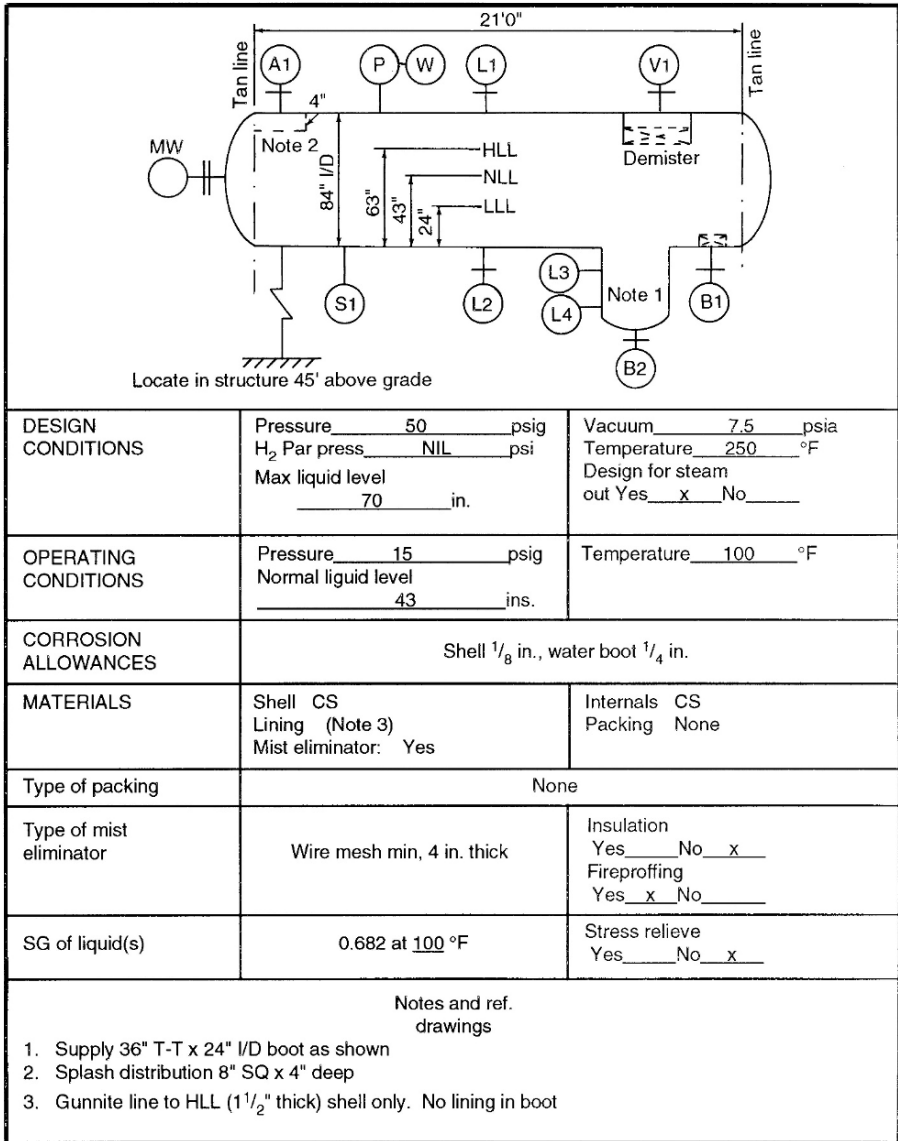 21'0"
Tan line
A1
P
W
L1
V1
Tan line
4"
MW
Note 2
Demister
84" I/D
63"
HLL
43"
NLL
24"
LLL
S1
L2
L3
L4
Note 1
B1
B2
Locate in structure 45' above grade
DESIGN CONDITIONS
Pressure 50 psig
H₂ Par press NIL psi
Max liquid level
70 in.
Vacuum 7.5 psia
Temperature 250 °F
Design for steam
out Yes x No
OPERATING CONDITIONS
Pressure 15 psig
Normal liguid level
43 ins.
Temperature 100 °F
CORROSION ALLOWANCES
Shell 1/8 in., water boot 1/4 in.
MATERIALS
Shell CS
Lining (Note 3)
Mist eliminator: Yes
Internals CS
Packing None
Type of packing
None
Type of mist
eliminator
Wire mesh min, 4 in. thick
Insulation
Yes No x
Fireproffing
Yes x No
SG of liquid(s)
0.682 at 100 °F
Stress relieve
Yes No x
Notes and ref.
drawings
1. Supply 36" T-T x 24" I/D boot as shown
2. Splash distribution 8" SQ x 4" deep
3. Gunnite line to HLL (1 1/2" thick) shell only. No lining in boot